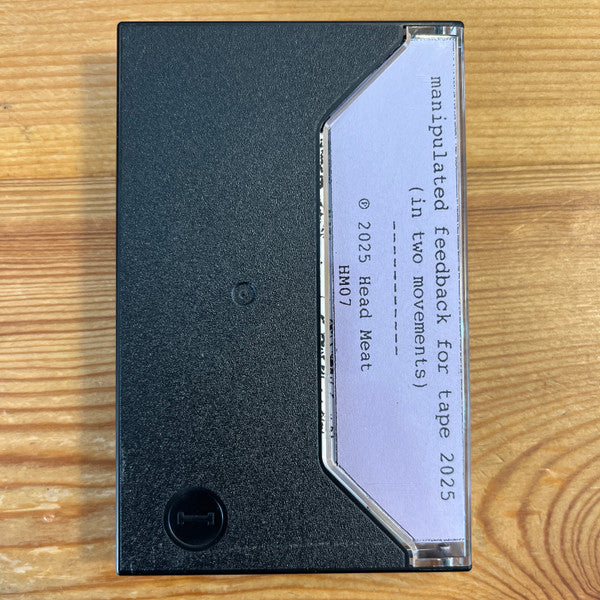 manipulated feedback for tape 2025
(in two movements)
-----------
℗ 2025 Head Meat
HM07